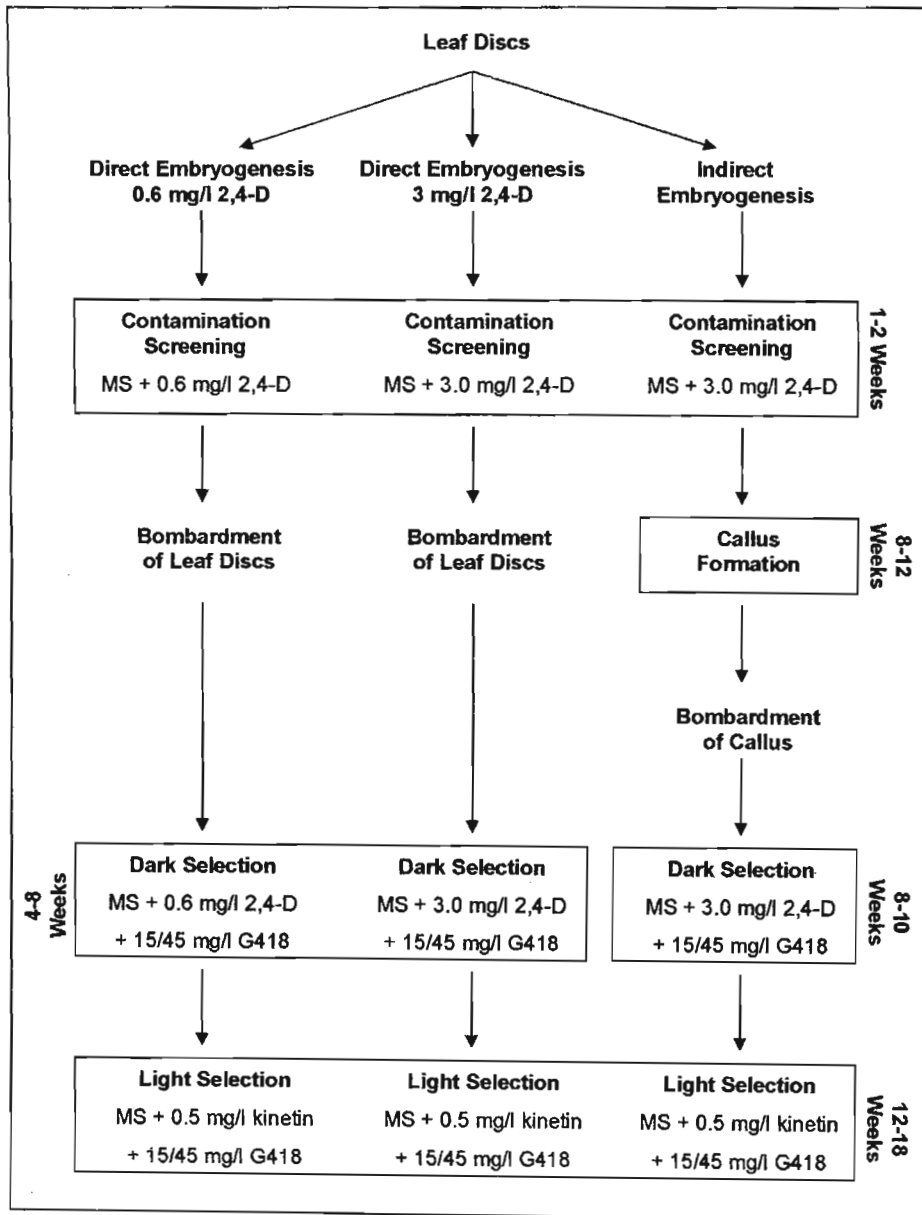 Leaf Discs
Direct Embryogenesis
0.6 mg/l 2,4-D
Direct Embryogenesis
3 mg/l 2,4-D
Indirect
Embryogenesis
Contamination
Screening
MS + 0.6 mg/l 2,4-D
Contamination
Screening
MS + 3.0 mg/l 2,4-D
Contamination
Screening
MS + 3.0 mg/l 2,4-D
1-2 Weeks
Bombardment
of Leaf Discs
Bombardment
of Leaf Discs
Callus
Formation
8-12
Weeks
Bombardment
of Callus
4-8
Weeks
Dark Selection
MS + 0.6 mg/l 2,4-D
+ 15/45 mg/l G418
Dark Selection
MS + 3.0 mg/l 2,4-D
+ 15/45 mg/l G418
Dark Selection
MS + 3.0 mg/l 2,4-D
+ 15/45 mg/l G418
8-10
Weeks
Light Selection
MS + 0.5 mg/l kinetin
+ 15/45 mg/l G418
Light Selection
MS + 0.5 mg/l kinetin
+ 15/45 mg/l G418
Light Selection
MS + 0.5 mg/l kinetin
+ 15/45 mg/l G418
12-18
Weeks